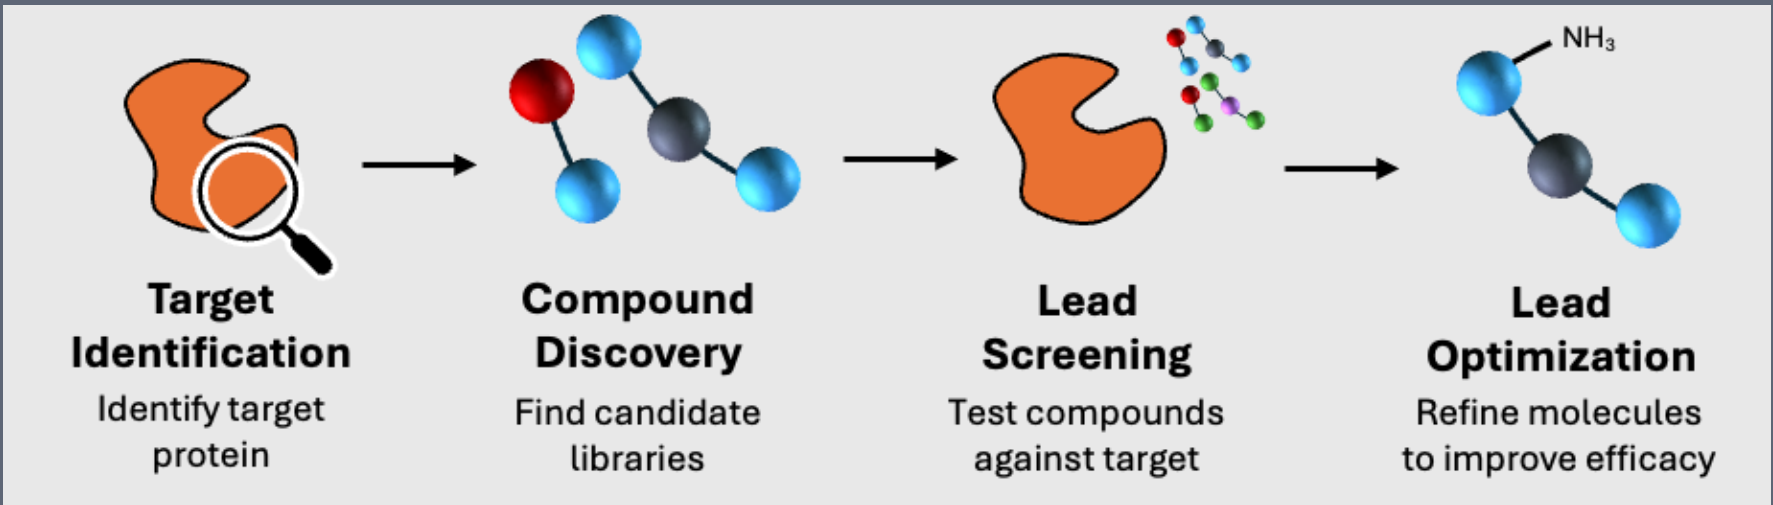 NH₃
Target
Identification
Identify target
protein
Compound
Discovery
Find candidate
libraries
Lead
Screening
Test compounds
against target
Lead
Optimization
Refine molecules
to improve efficacy